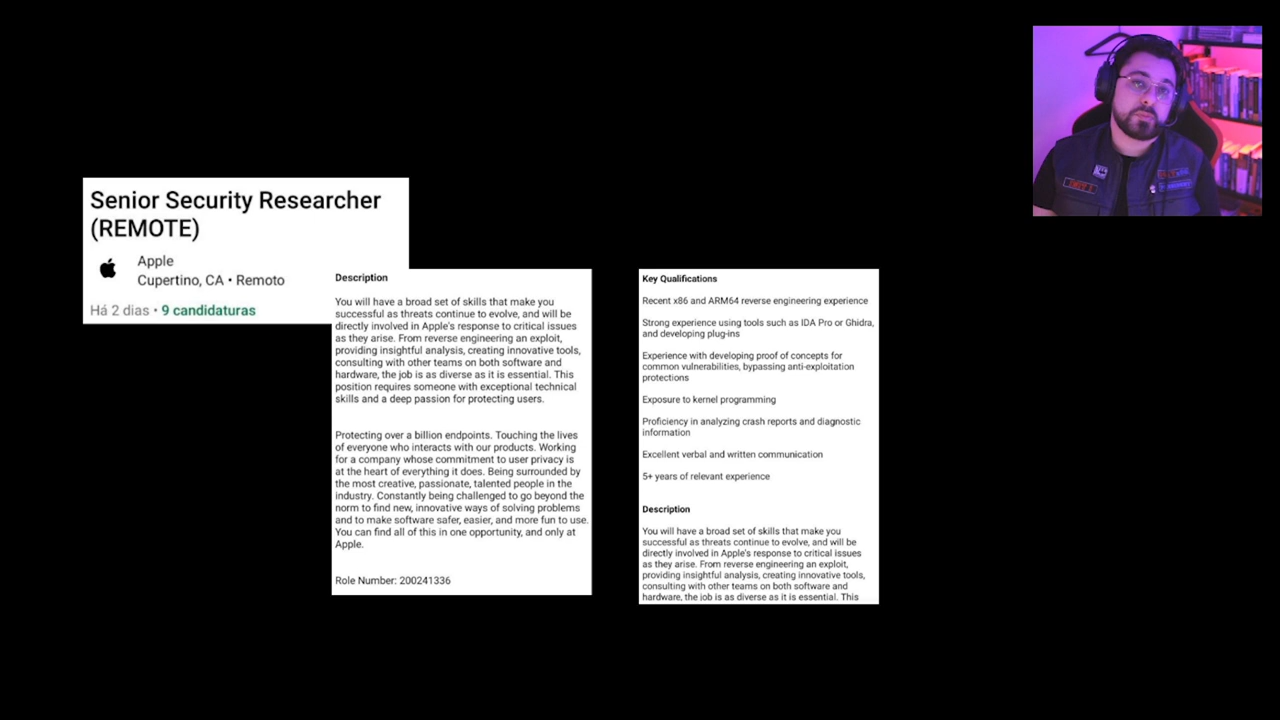 Senior Security Researcher
(REMOTE)
Apple
Cupertino, CA • Remoto
Há 2 dias • 9 candidaturas
Description
You will have a broad set of skills that make you
successful as threats continue to evolve, and will be
directly involved in Apple's response to critical issues
as they arise. From reverse engineering an exploit,
providing insightful analysis, creating innovative tools,
consulting with other teams on both software and
hardware, the job is as diverse as it is essential. This
position requires someone with exceptional technical
skills and a deep passion for protecting users.
Protecting over a billion endpoints. Touching the lives
of everyone who interacts with our products. Working
for a company whose commitment to user privacy is
at the heart of everything it does. Being surrounded by
the most creative, passionate, talented people in the
industry. Constantly being challenged to go beyond the
norm to find new, innovative ways of solving problems
and to make software safer, easier, and more fun to use.
You can find all of this in one opportunity, and only at
Apple.
Role Number: 200241336
Key Qualifications
Recent x86 and ARM64 reverse engineering experience
Strong experience using tools such as IDA Pro or Ghidra,
and developing plug-ins
Experience with developing proof of concepts for
common vulnerabilities, bypassing anti-exploitation
protections
Exposure to kernel programming
Proficiency in analyzing crash reports and diagnostic
information
Excellent verbal and written communication
5+ years of relevant experience
Description
You will have a broad set of skills that make you
successful as threats continue to evolve, and will be
directly involved in Apple's response to critical issues
as they arise. From reverse engineering an exploit,
providing insightful analysis, creating innovative tools,
consulting with other teams on both software and
hardware, the job is as diverse as it is essential. This